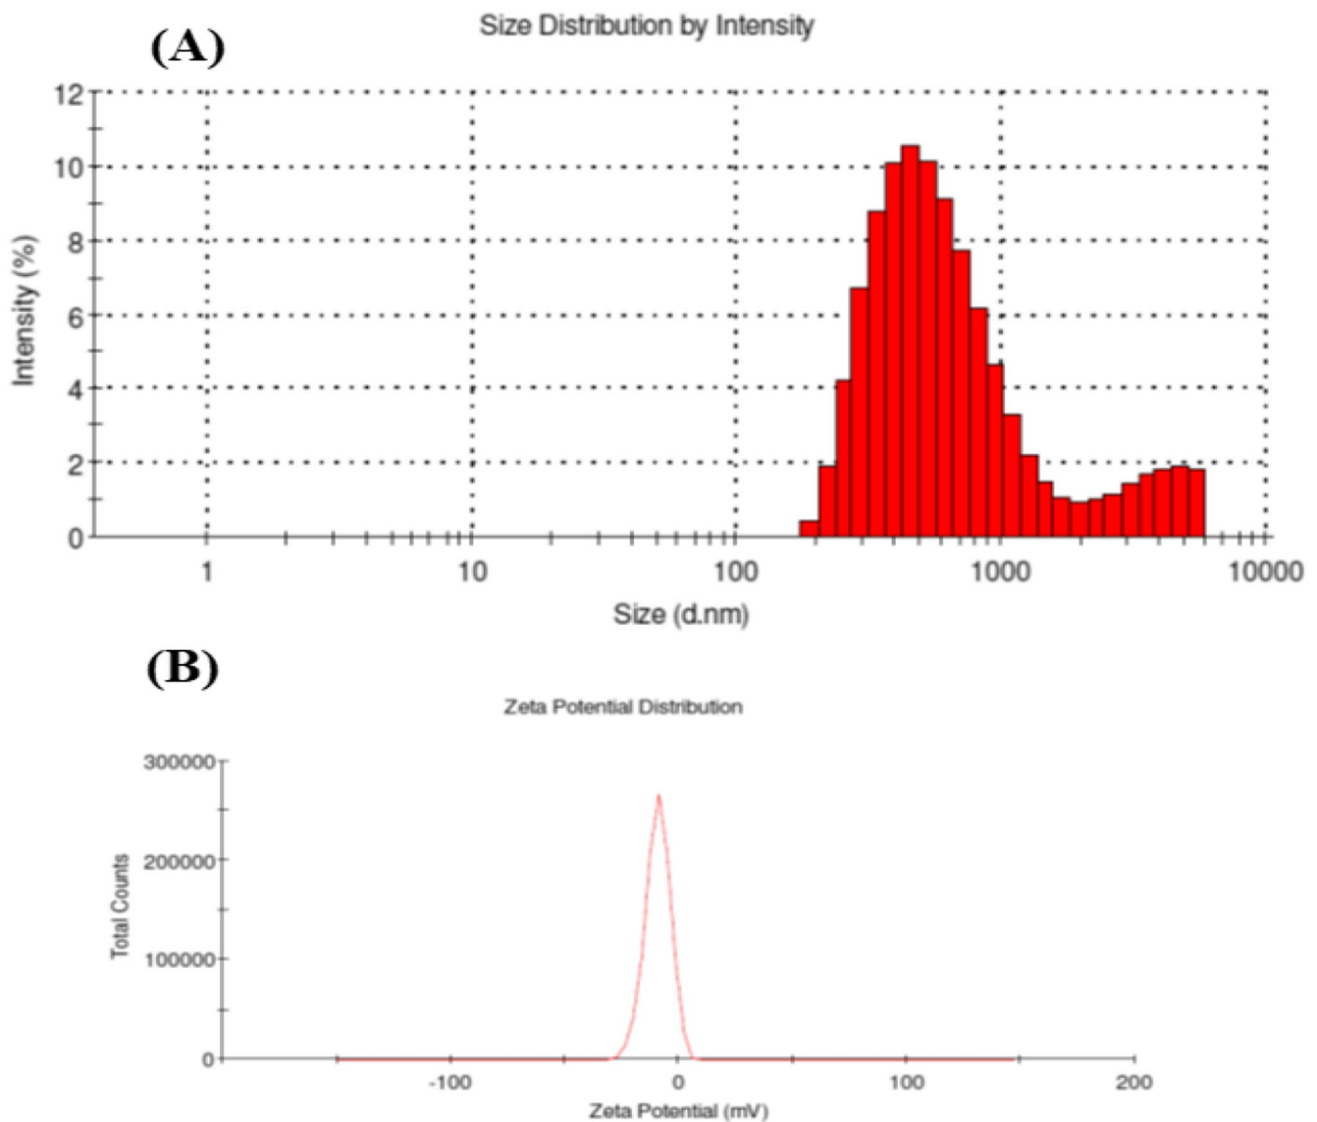 (A)
Size Distribution by Intensity
12
10
8
6
4
2
0
Intensity (%)
1 10 100 1000 10000
Size (d.nm)
(B)
Zeta Potential Distribution
300000
200000
100000
0
Total Counts
-100 0 100 200
Zeta Potential (mV)